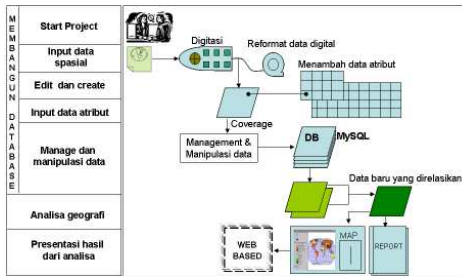 MEMBANGUN DATABASE
Start Project
Input data
spasial
Edit dan create
Input data atribut
Manage dan
manipulasi data
Analisa geografi
Presentasi hasil
dari analisa
Digitasi
Reformat data digital
Menambah data atribut
Coverage
Management &
Manipulasi data
DB
MySQL
Data baru yang direlasikan
WEB
BASED
MAP
REPORT